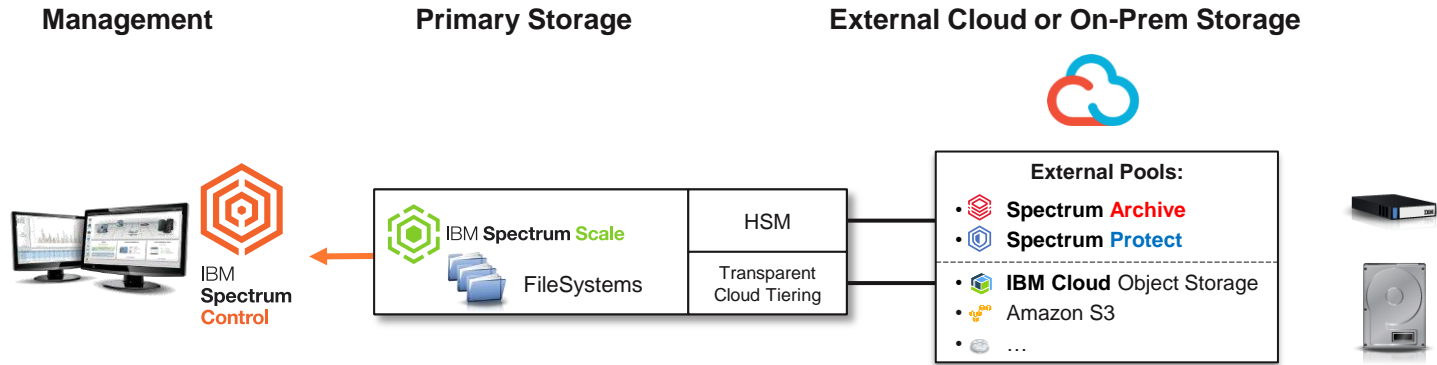 Management
Primary Storage
External Cloud or On-Prem Storage
External Pools:
• Spectrum Archive
• Spectrum Protect
• IBM Cloud Object Storage
• Amazon S3
• …
IBM Spectrum Scale
FileSystems
HSM
Transparent
Cloud Tiering
IBM
Spectrum
Control